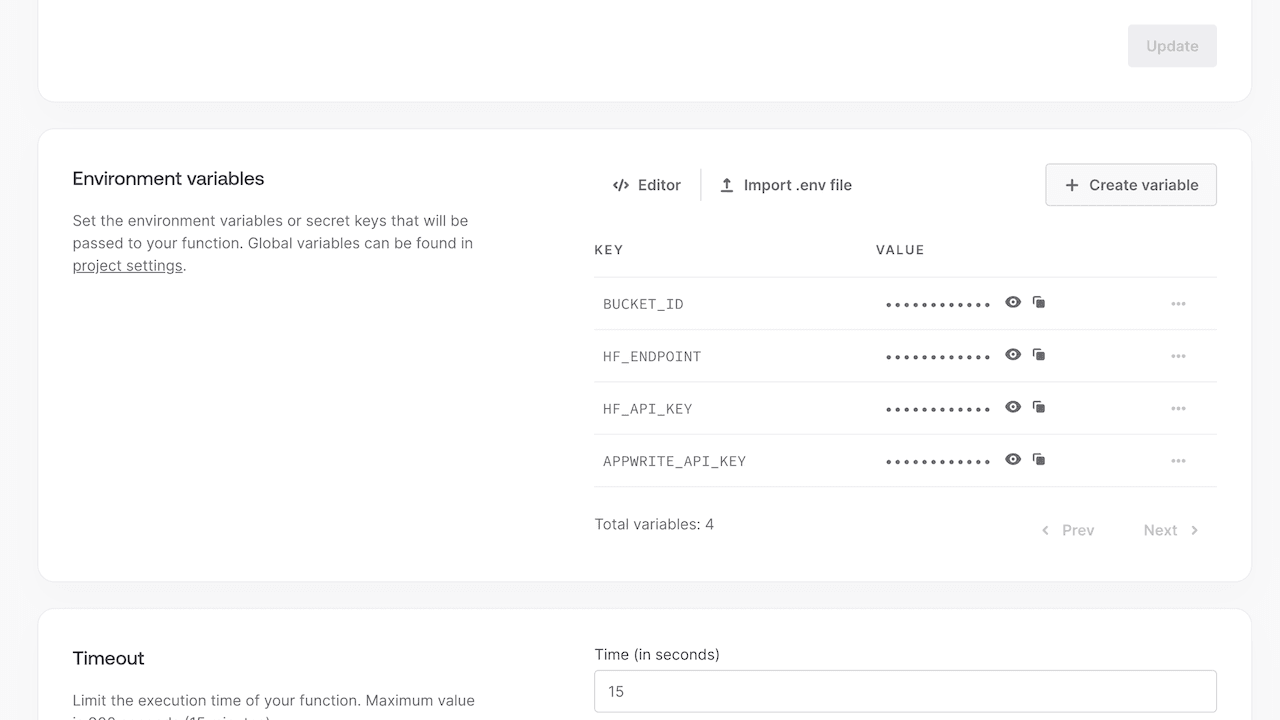 Update
Environment variables
Set the environment variables or secret keys that will be
passed to your function. Global variables can be found in
project settings.
Editor
Import .env file
Create variable
KEY VALUE
BUCKET_ID ••••••••••••
HF_ENDPOINT ••••••••••••
HF_API_KEY ••••••••••••
APPWRITE_API_KEY ••••••••••••
Total variables: 4
Prev Next
Timeout
Limit the execution time of your function. Maximum value
Time (in seconds)
15